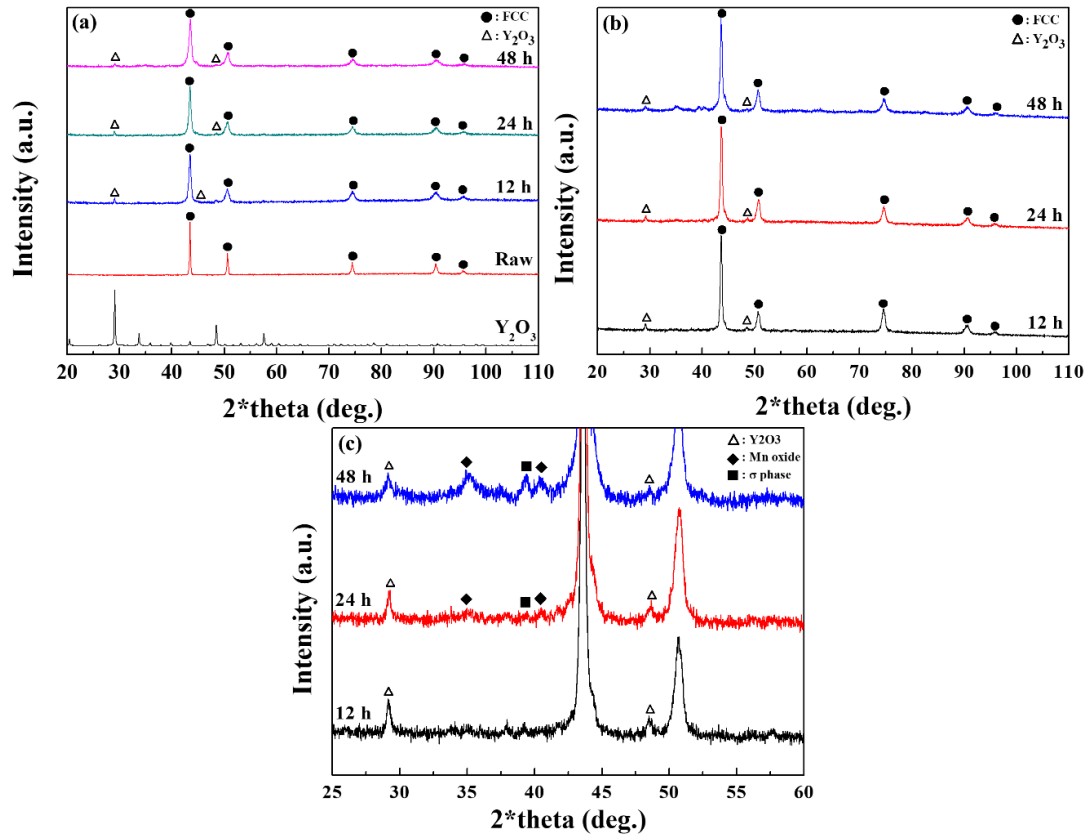 (a)
●: FCC
△: Y₂O₃
48 h
24 h
12 h
Raw
Y₂O₃
Intensity (a.u.)
20 30 40 50 60 70 80 90 100 110
2*theta (deg.)
(b)
●: FCC
△: Y₂O₃
48 h
24 h
12 h
Intensity (a.u.)
20 30 40 50 60 70 80 90 100 110
2*theta (deg.)
(c)
△: Y2O3
◆: Mn oxide
■: σ phase
48 h
24 h
12 h
Intensity (a.u.)
25 30 35 40 45 50 55 60
2*theta (deg.)